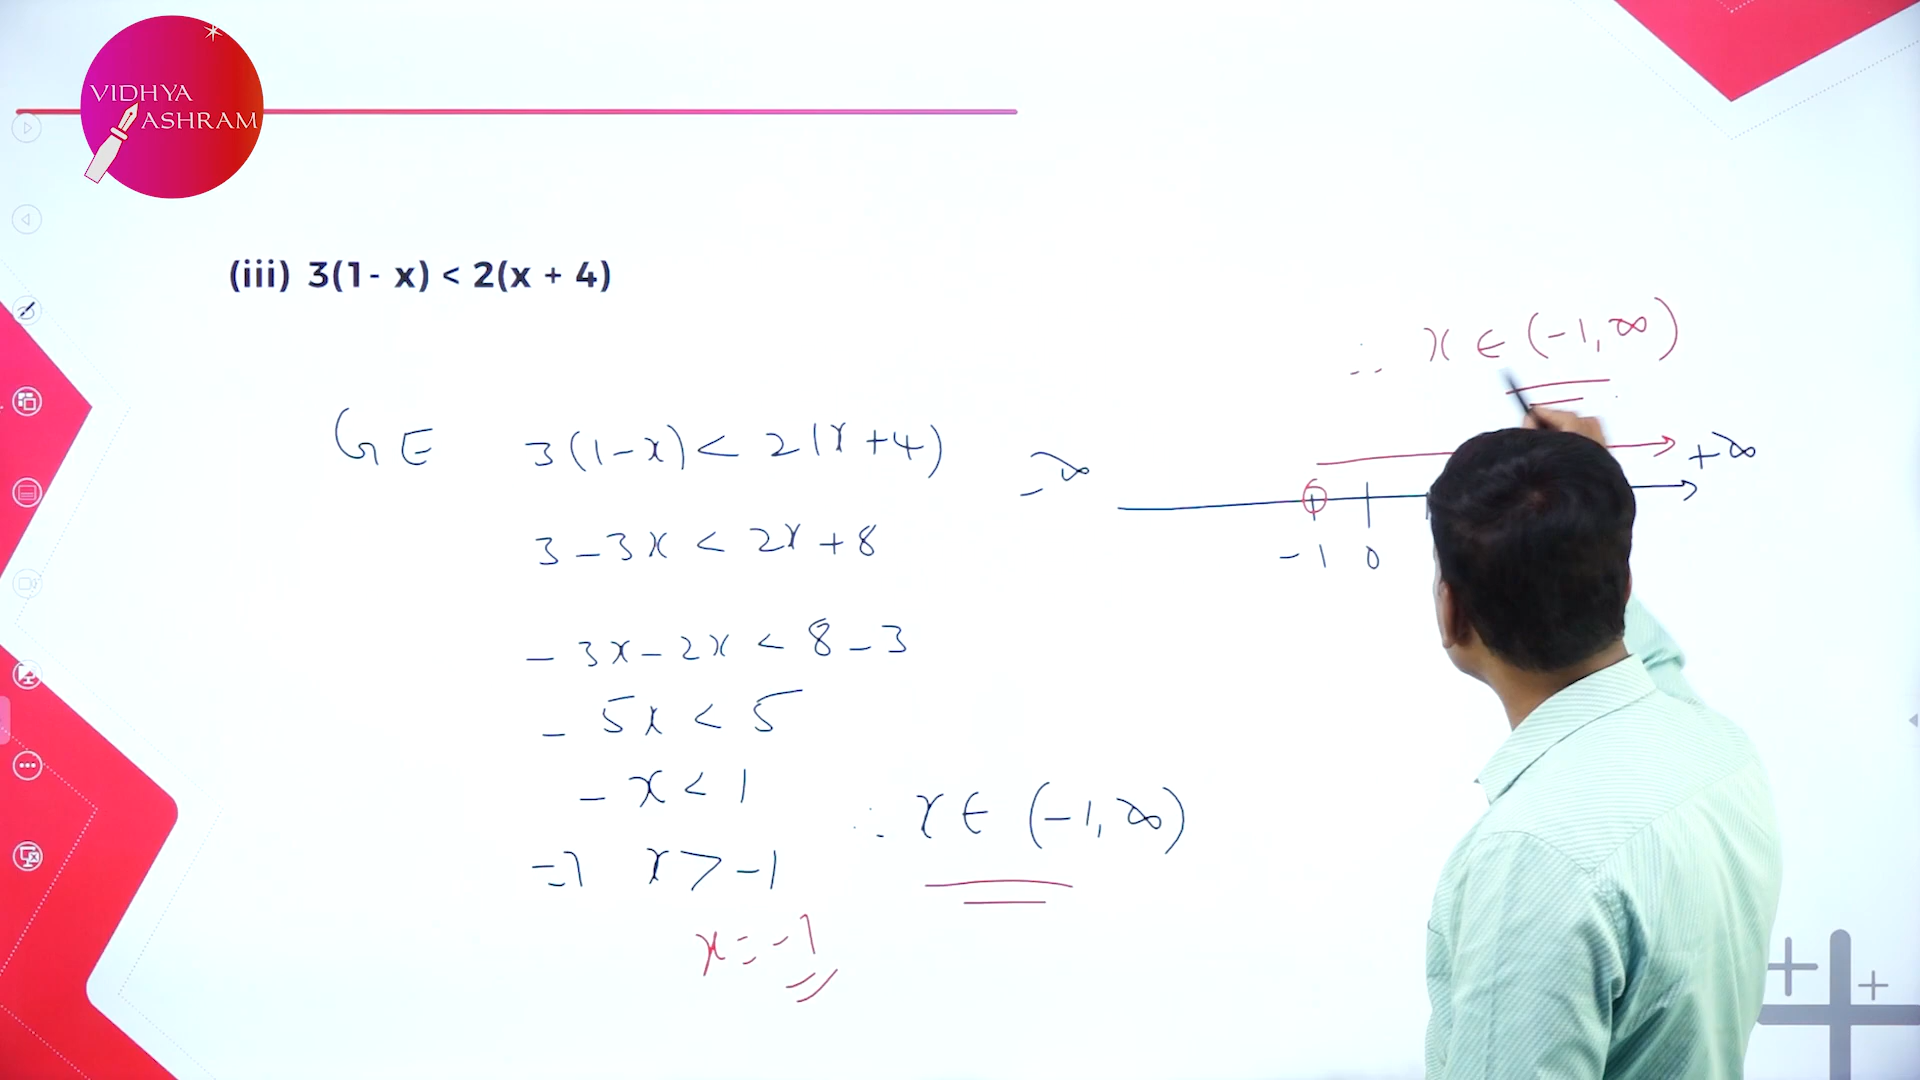 VIDHYA
ASHRAM
(iii) 3(1- x) < 2(x + 4)
GE 3(1-x) < 2(x+4)
3 - 3x < 2x + 8
- 3x - 2x < 8 - 3
- 5x < 5
- x < 1
=> x > -1
x = -1
∴ x ∈ (-1, ∞)
∴ x ∈ (-1, ∞)
-∞ +∞
-1 0